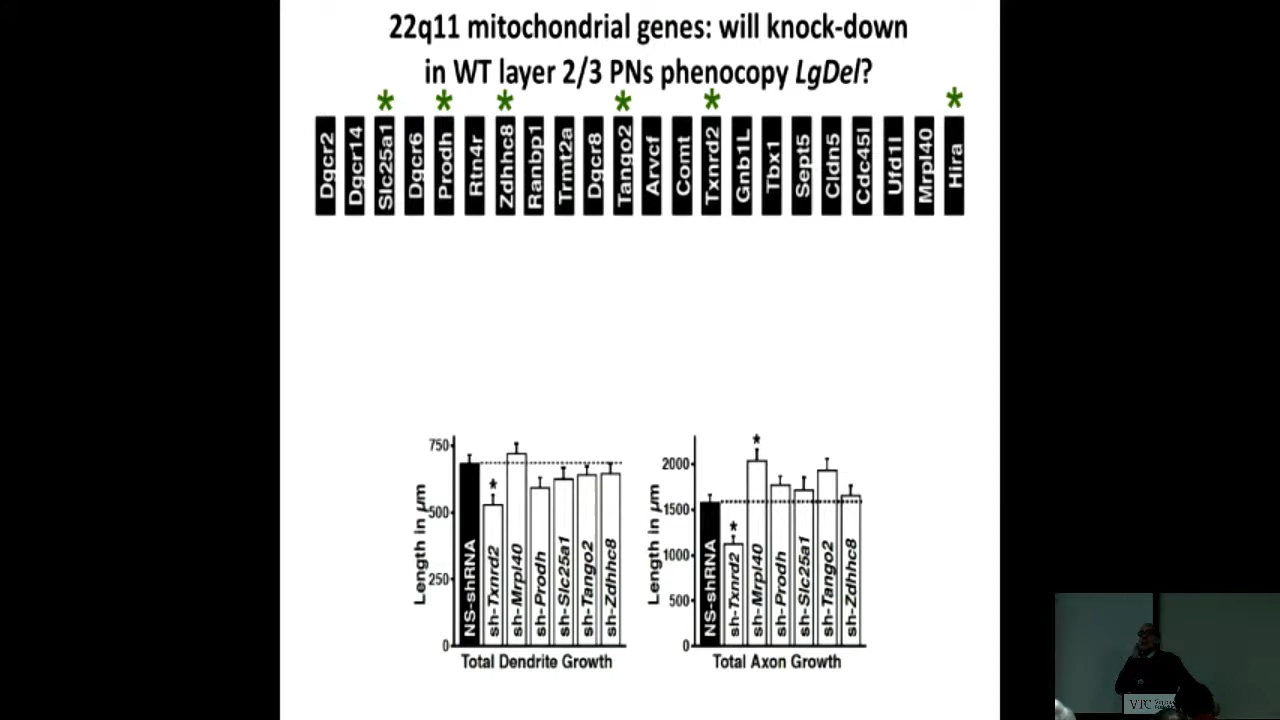 22q11 mitochondrial genes: will knock-down
in WT layer 2/3 PNs phenocopy LgDel?
* * * * * *
Dgcr2
Dgcr14
Slc25a1
Dgcr6
Prodh
Rtn4r
Zdhhc8
Ranbp1
Trmt2a
Dgcr8
Tango2
Arvcf
Comt
Txnrd2
Gnb1L
Tbx1
Sept5
Cldn5
Cdc45l
Ufd1l
Mrpl40
Hira
Length in µm
750
500
250
0
*
NS-shRNA
sh-Txnrd2
sh-Mrpl40
sh-Prodh
sh-Slc25a1
sh-Tango2
sh-Zdhhc8
Total Dendrite Growth
Length in µm
2000
1500
1000
500
0
*
*
NS-shRNA
sh-Txnrd2
sh-Mrpl40
sh-Prodh
sh-Slc25a1
sh-Tango2
sh-Zdhhc8
Total Axon Growth
VTC